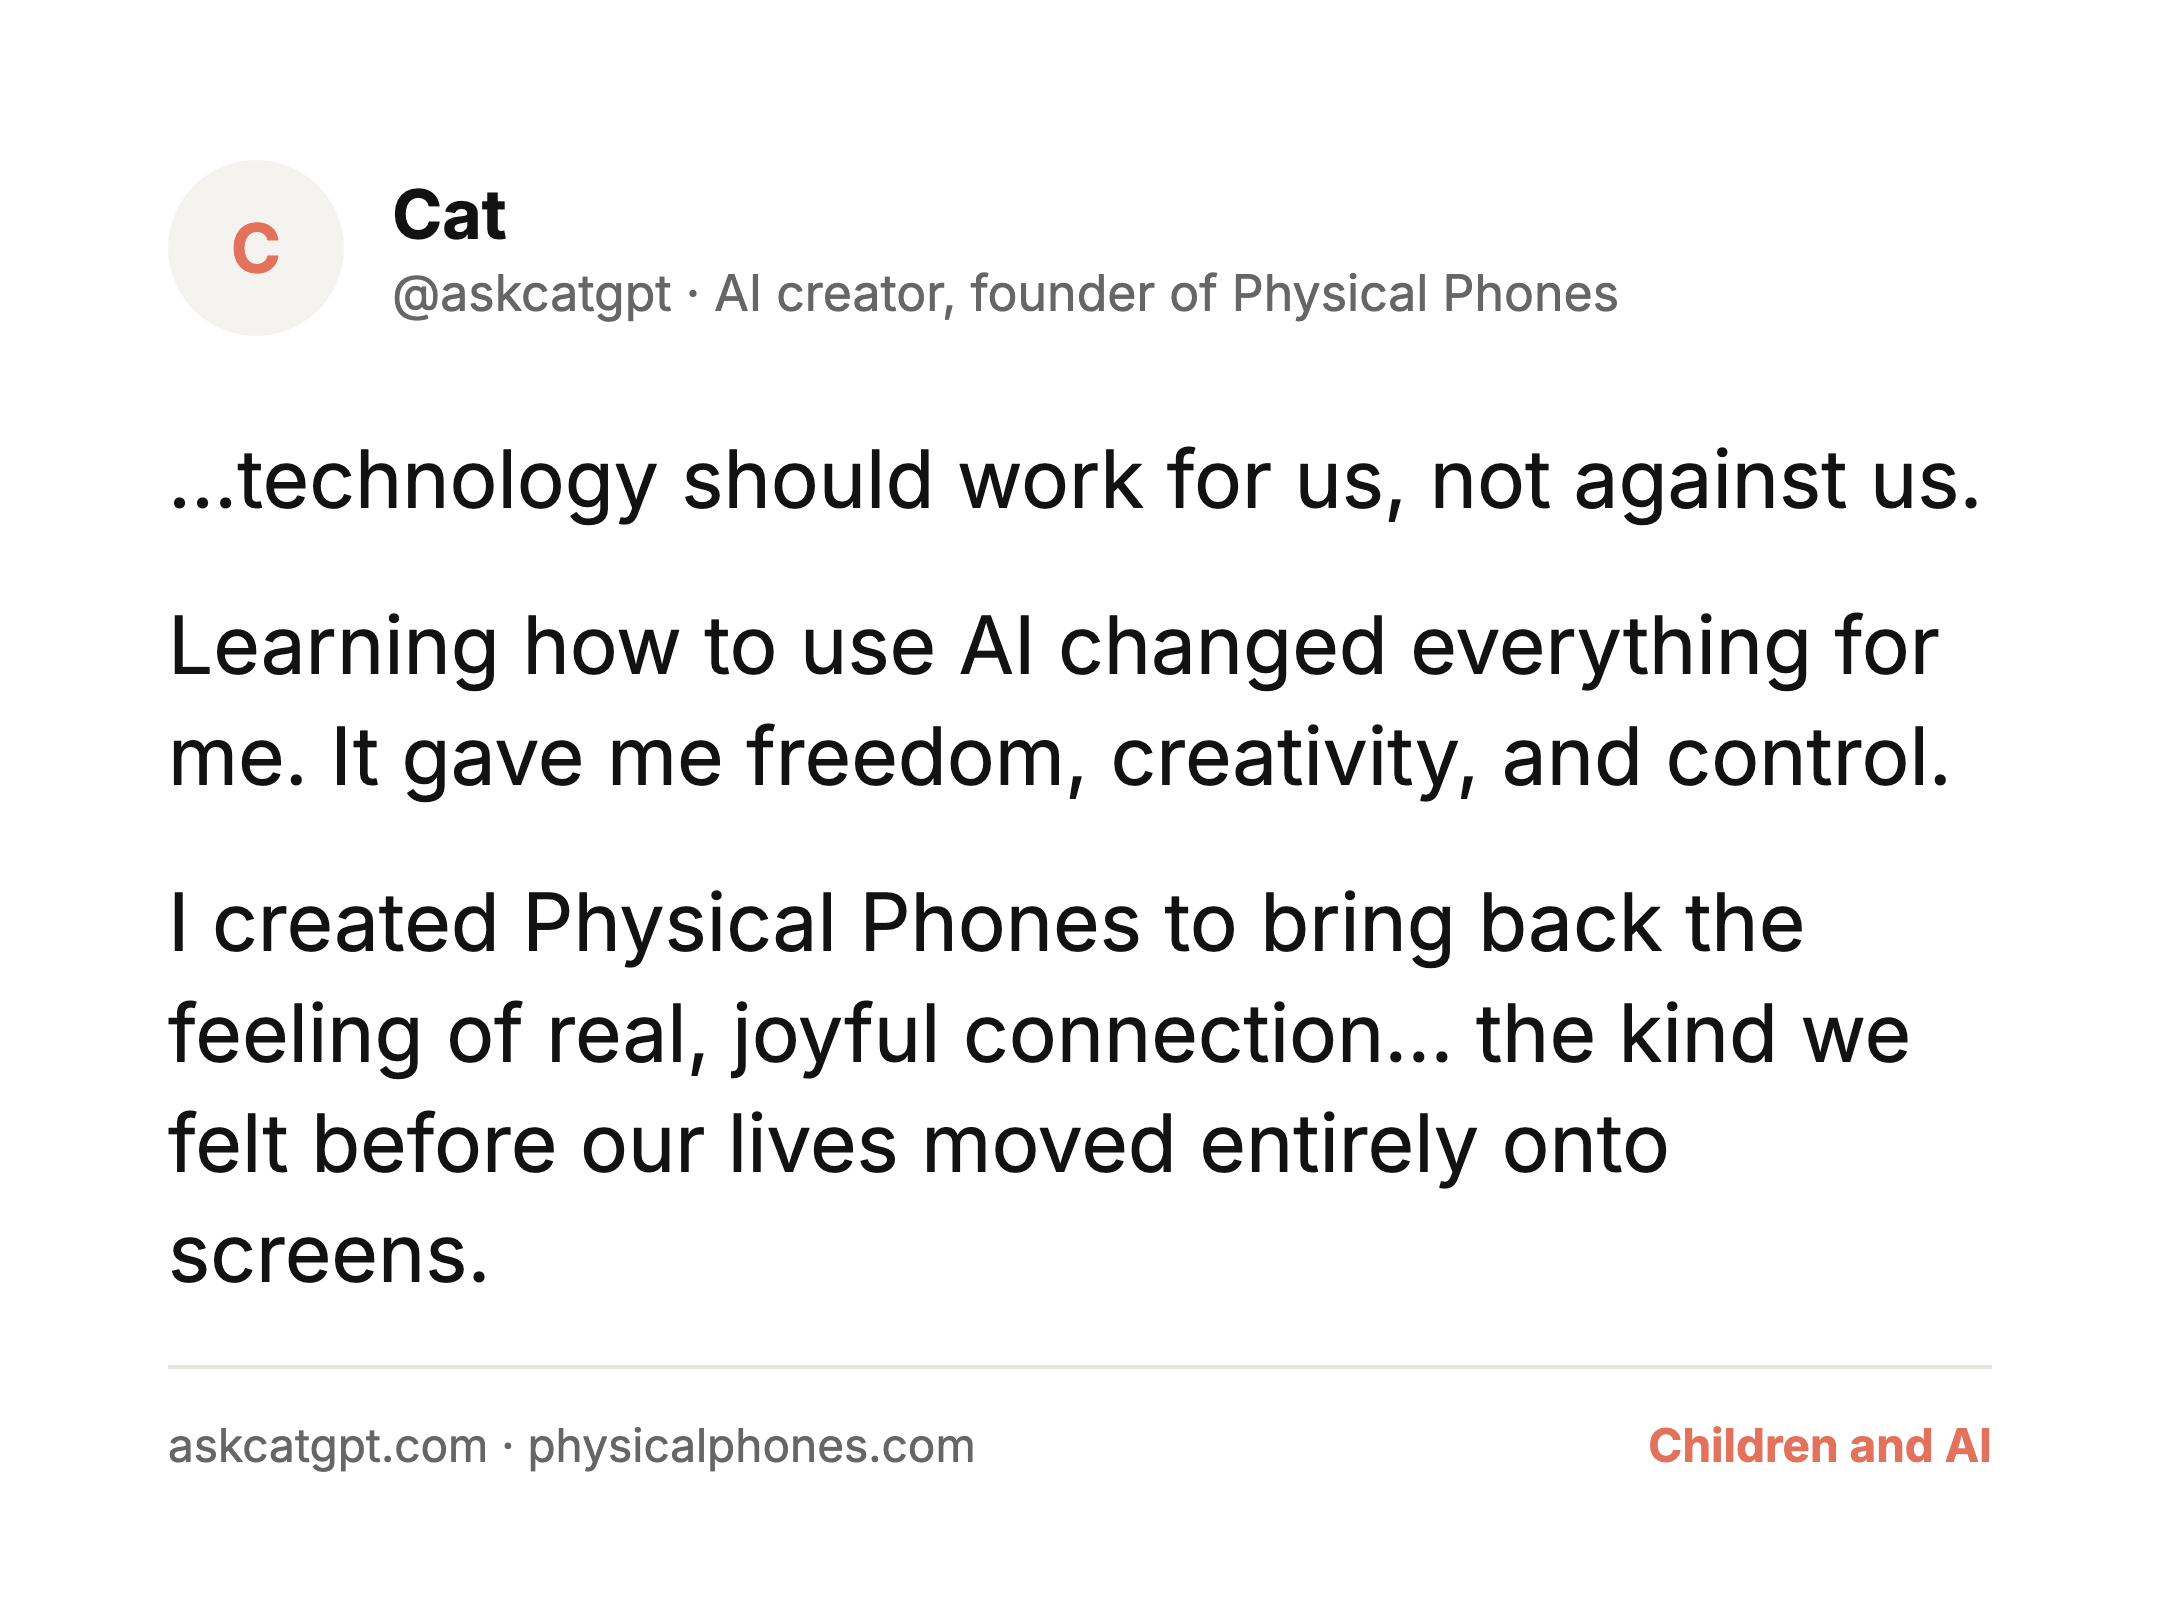 C
Cat
@askcatgpt · AI creator, founder of Physical Phones
...technology should work for us, not against us.
Learning how to use AI changed everything for
me. It gave me freedom, creativity, and control.
I created Physical Phones to bring back the
feeling of real, joyful connection... the kind we
felt before our lives moved entirely onto
screens.
askcatgpt.com · physicalphones.com
Children and AI